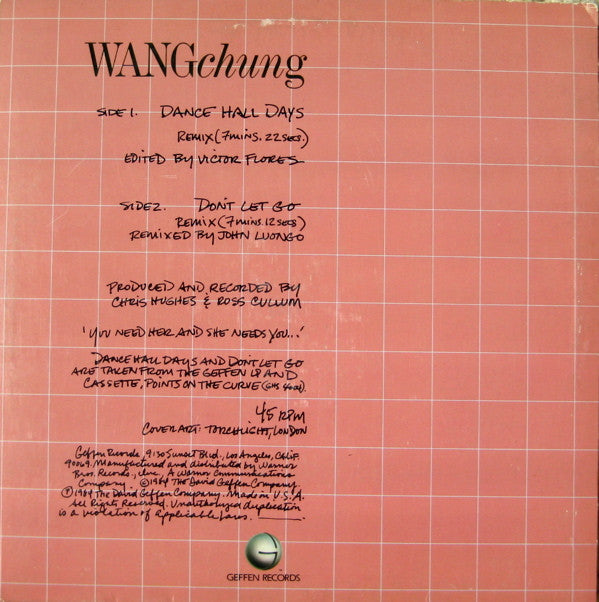 WANGchung
SIDE 1. DANCE HALL DAYS
REMIX (7 MINS. 22 SECS.)
EDITED BY VICTOR FLORES
SIDE 2. DON'T LET GO
REMIX (7 MINS. 12 SECS)
REMIXED BY JOHN LUONGO
PRODUCED AND RECORDED BY
CHRIS HUGHES & ROSS CULLUM
'YOU NEED HER AND SHE NEEDS YOU...'
DANCE HALL DAYS AND DON'T LET GO
ARE TAKEN FROM THE GEFFEN LP AND
CASSETTE, POINTS ON THE CURVE (GHS 4004).
45 RPM
COVER ART: TORCHLIGHT, LONDON
Geffen Records, 9130 Sunset Blvd., Los Angeles, Calif.
90069. Manufactured and distributed by Warner
Bros. Records, Inc., A Warner Communications
Company. ©1984 The David Geffen Company.
℗1984 The David Geffen Company. Made in U.S.A.
All Rights Reserved. Unauthorized duplication
is a violation of applicable laws.
GEFFEN RECORDS